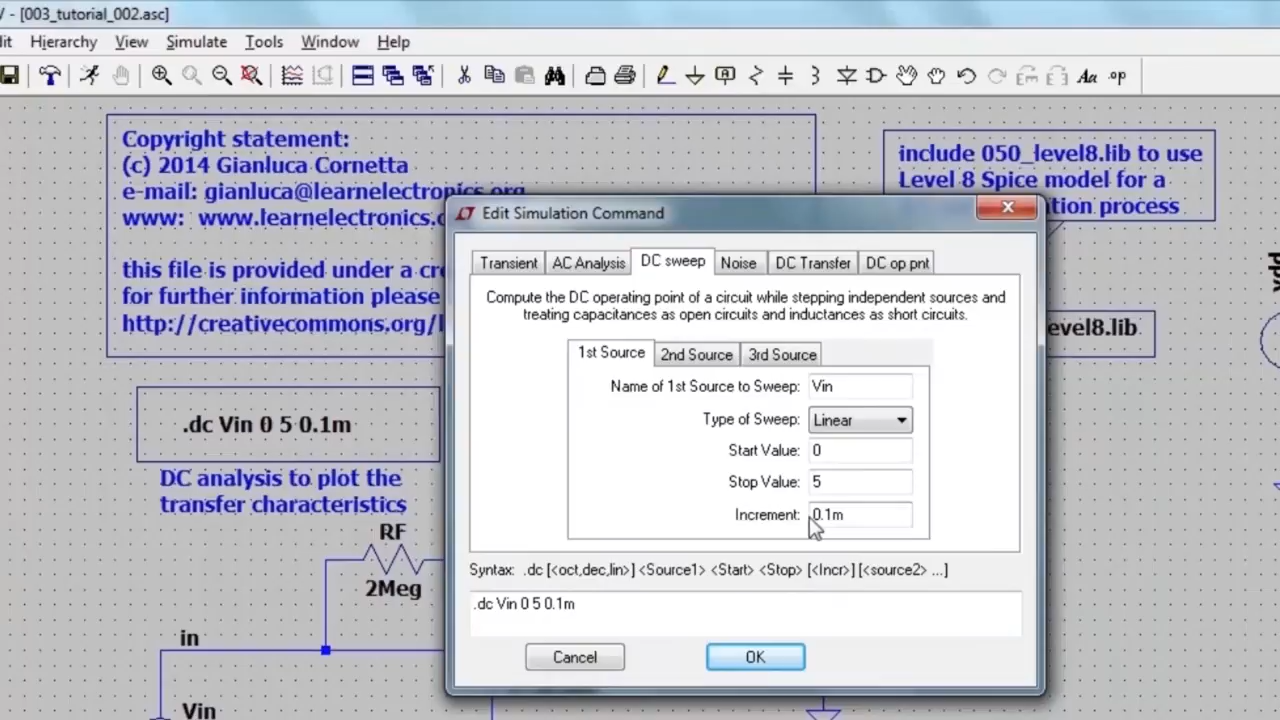 V - [003_tutorial_002.asc]
dit Hierarchy View Simulate Tools Window Help
Aa .op
Copyright statement:
(c) 2014 Gianluca Cornetta
e-mail: gianluca@learnelectronics.org
www: www.learnelectronics.
this file is provided under a cre
for further information please
http://creativecommons.org/l
include 050_level8.lib to use
Level 8 Spice model for a
tion process
evel8.lib
.dc Vin 0 5 0.1m
DC analysis to plot the
transfer characteristics
RF
2Meg
in
Vin
Edit Simulation Command
Transient AC Analysis DC sweep Noise DC Transfer DC op pnt
Compute the DC operating point of a circuit while stepping independent sources and
treating capacitances as open circuits and inductances as short circuits.
1st Source 2nd Source 3rd Source
Name of 1st Source to Sweep: Vin
Type of Sweep: Linear
Start Value: 0
Stop Value: 5
Increment: 0.1m
Syntax: .dc [<oct,dec,lin>] <Source1> <Start> <Stop> [<Incr>] [<source2> ...]
.dc Vin 0 5 0.1m
Cancel OK